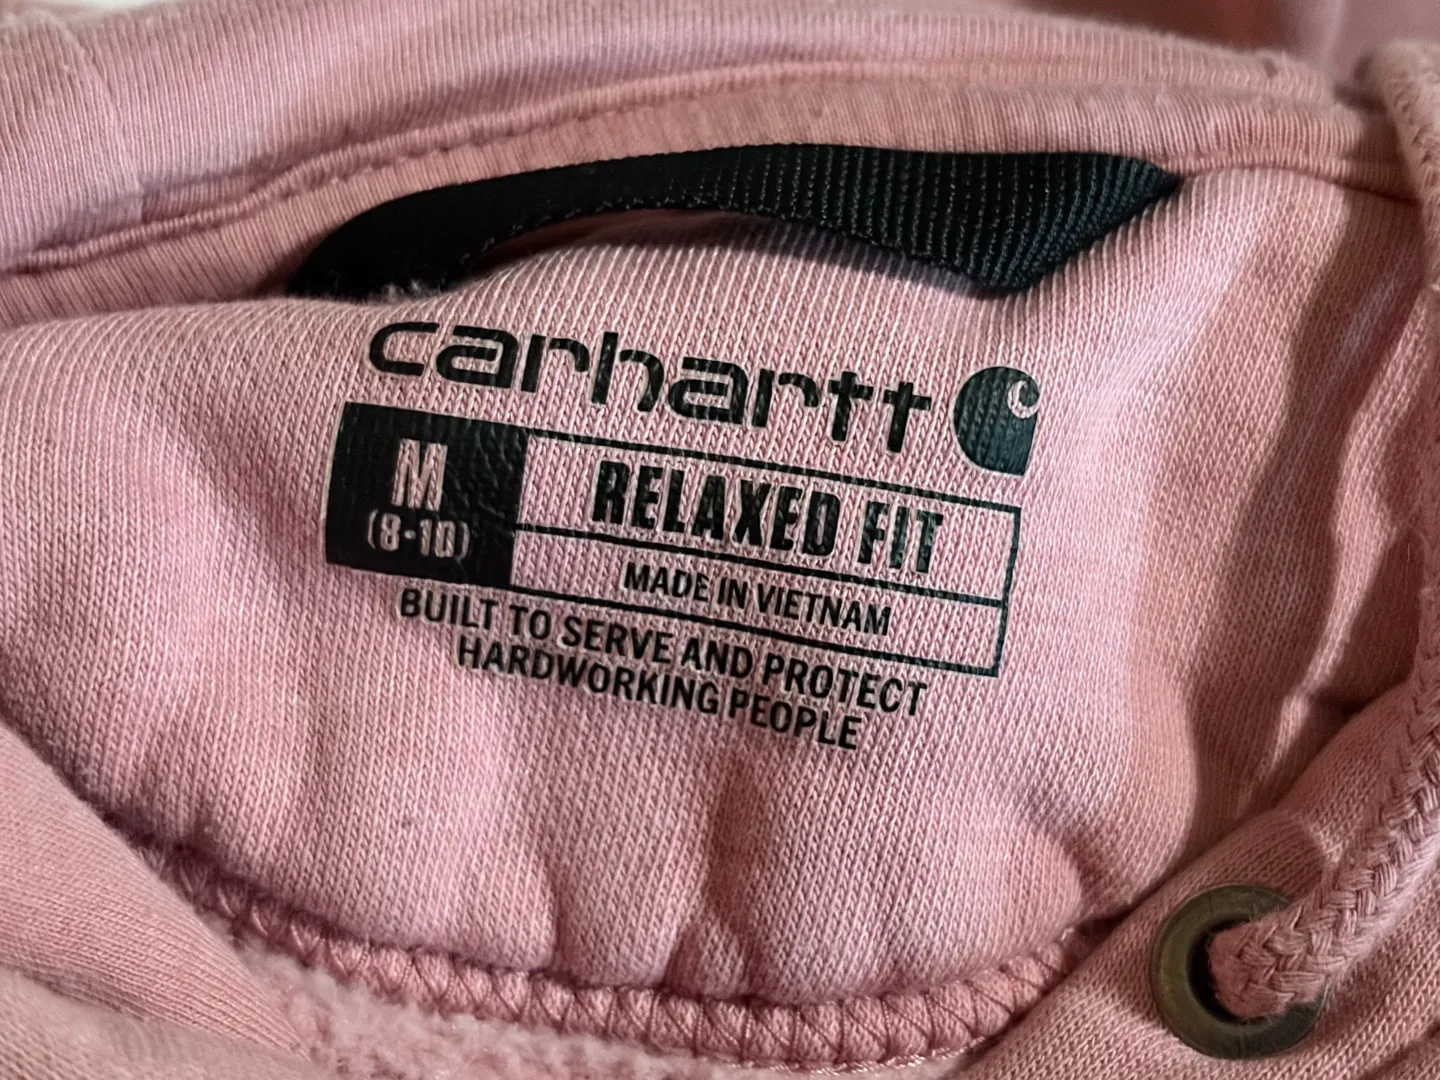 carhartt
M
(8-10)
RELAXED FIT
MADE IN VIETNAM
BUILT TO SERVE AND PROTECT
HARDWORKING PEOPLE